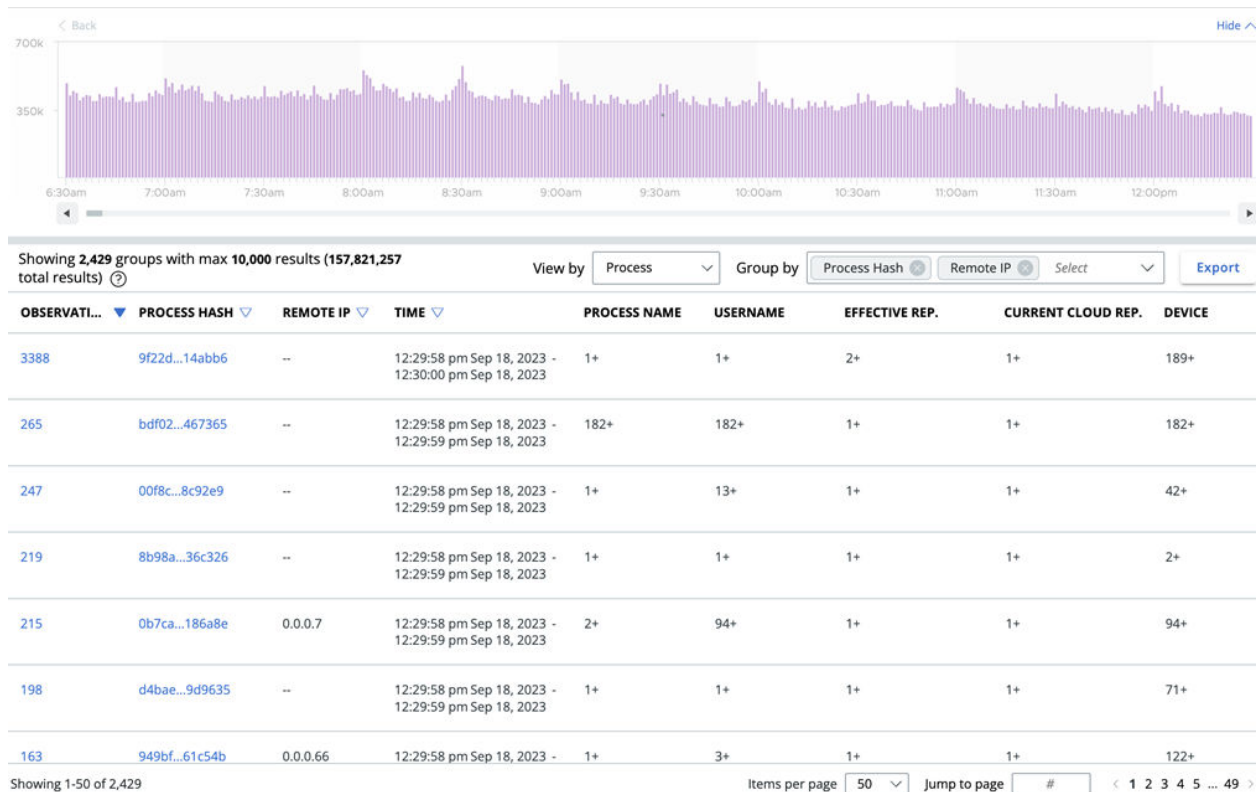 Back
Hide
700k
350k
6:30am 7:00am 7:30am 8:00am 8:30am 9:00am 9:30am 10:00am 10:30am 11:00am 11:30am 12:00pm
Showing 2,429 groups with max 10,000 results (157,821,257
total results) ?
View by Process Group by Process Hash Remote IP Select Export
OBSERVATI... PROCESS HASH REMOTE IP TIME PROCESS NAME USERNAME EFFECTIVE REP. CURRENT CLOUD REP. DEVICE
3388 9f22d...14abb6 -- 12:29:58 pm Sep 18, 2023 - 1+ 1+ 2+ 1+ 189+
12:30:00 pm Sep 18, 2023
265 bdf02...467365 -- 12:29:58 pm Sep 18, 2023 - 182+ 182+ 1+ 1+ 182+
12:29:59 pm Sep 18, 2023
247 00f8c...8c92e9 -- 12:29:58 pm Sep 18, 2023 - 1+ 13+ 1+ 1+ 42+
12:29:59 pm Sep 18, 2023
219 8b98a...36c326 -- 12:29:58 pm Sep 18, 2023 - 1+ 1+ 1+ 1+ 2+
12:29:59 pm Sep 18, 2023
215 0b7ca...186a8e 0.0.0.7 12:29:58 pm Sep 18, 2023 - 2+ 94+ 1+ 1+ 94+
12:29:59 pm Sep 18, 2023
198 d4bae...9d9635 -- 12:29:58 pm Sep 18, 2023 - 1+ 1+ 1+ 1+ 71+
12:29:59 pm Sep 18, 2023
163 949bf...61c54b 0.0.0.66 12:29:58 pm Sep 18, 2023 - 1+ 3+ 1+ 1+ 122+
Showing 1-50 of 2,429 Items per page 50 Jump to page # 1 2 3 4 5 ... 49